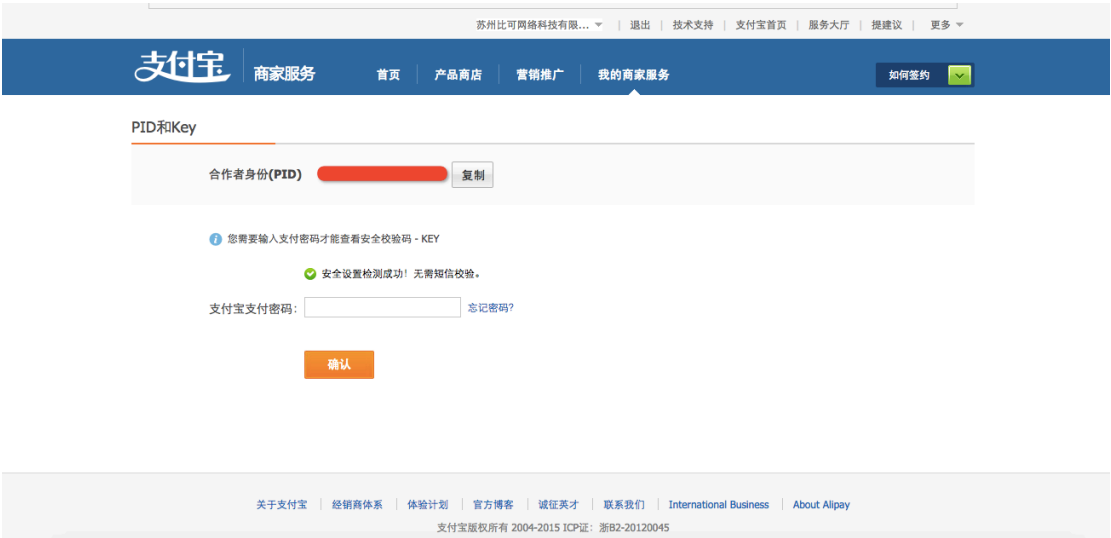 苏州比可网络科技有限... 退出 技术支持 支付宝首页 服务大厅 提建议 更多
支付宝 商家服务 首页 产品商店 营销推广 我的商家服务 如何签约
PID和Key
合作者身份(PID) 复制
您需要输入支付密码才能查看安全校验码 - KEY
安全设置检测成功！无需短信校验。
支付宝支付密码： 忘记密码?
确认
关于支付宝 经销商体系 体验计划 官方博客 诚征英才 联系我们 International Business About Alipay
支付宝版权所有 2004-2015 ICP证：浙B2-20120045